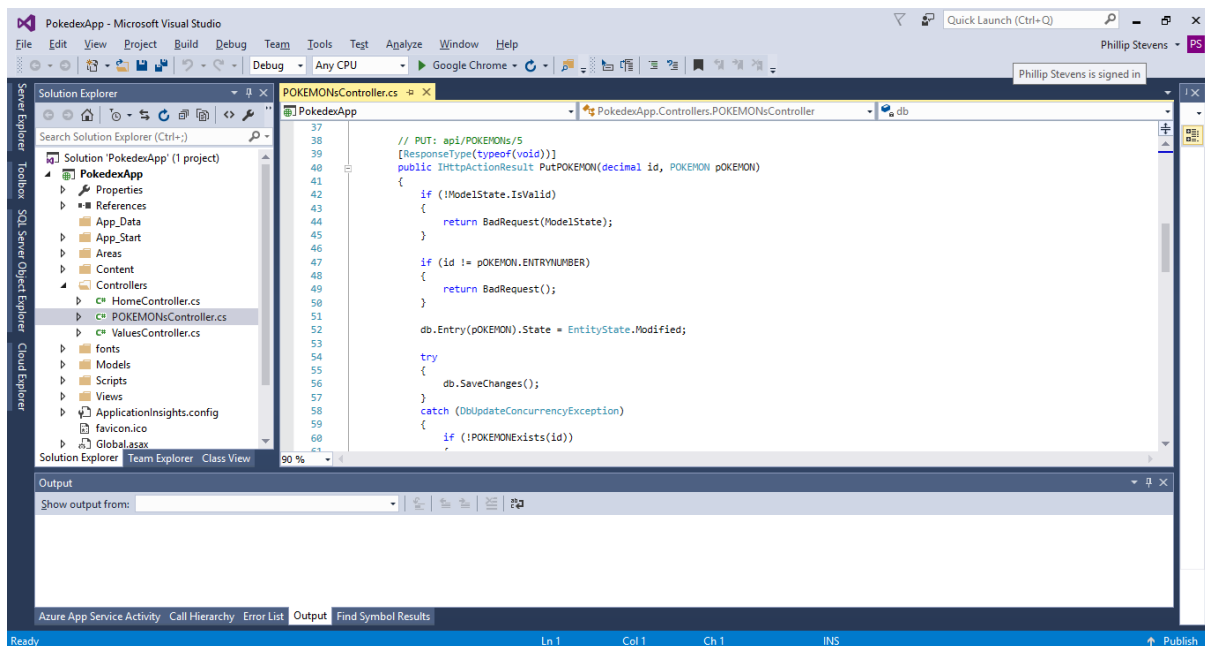 PokedexApp - Microsoft Visual Studio
Quick Launch (Ctrl+Q)
File Edit View Project Build Debug Team Tools Test Analyze Window Help
Phillip Stevens PS
Debug Any CPU Google Chrome
Phillip Stevens is signed in
Server Explorer
Toolbox
SQL Server Object Explorer
Cloud Explorer
Solution Explorer
Search Solution Explorer (Ctrl+;)
Solution 'PokedexApp' (1 project)
PokedexApp
Properties
References
App_Data
App_Start
Areas
Content
Controllers
C# HomeController.cs
C# POKEMONsController.cs
C# ValuesController.cs
fonts
Models
Scripts
Views
ApplicationInsights.config
favicon.ico
Global.asax
Solution Explorer Team Explorer Class View
POKEMONsController.cs
PokedexApp PokedexApp.Controllers.POKEMONsController db
37
38 // PUT: api/POKEMONs/5
39 [ResponseType(typeof(void))]
40 public IHttpActionResult PutPOKEMON(decimal id, POKEMON pOKEMON)
41 {
42 if (!ModelState.IsValid)
43 {
44 return BadRequest(ModelState);
45 }
46
47 if (id != pOKEMON.ENTRYNUMBER)
48 {
49 return BadRequest();
50 }
51
52 db.Entry(pOKEMON).State = EntityState.Modified;
53
54 try
55 {
56 db.SaveChanges();
57 }
58 catch (DbUpdateConcurrencyException)
59 {
60 if (!POKEMONExists(id))
61 {
90 %
Output
Show output from:
Azure App Service Activity Call Hierarchy Error List Output Find Symbol Results
Ready Ln 1 Col 1 Ch 1 INS Publish